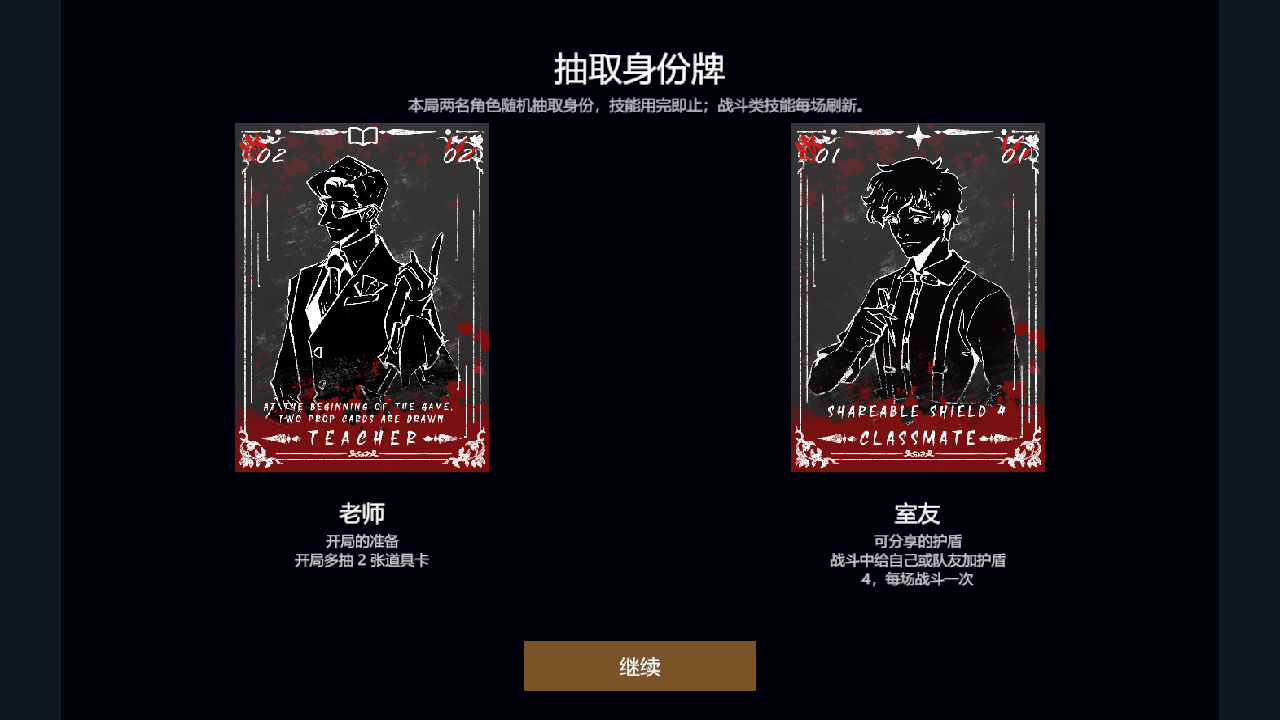 抽取身份牌
本局两名角色随机抽取身份，技能用完即止；战斗类技能每场刷新。
02 02
AT THE BEGINNING OF THE GAVE,
TWO PROP CARDS ARE DRAWN
TEACHER
01 01
SHAREABLE SHIELD 4
CLASSMATE
老师
开局的准备
开局多抽 2 张道具卡
室友
可分享的护盾
战斗中给自己或队友加护盾
4，每场战斗一次
继续